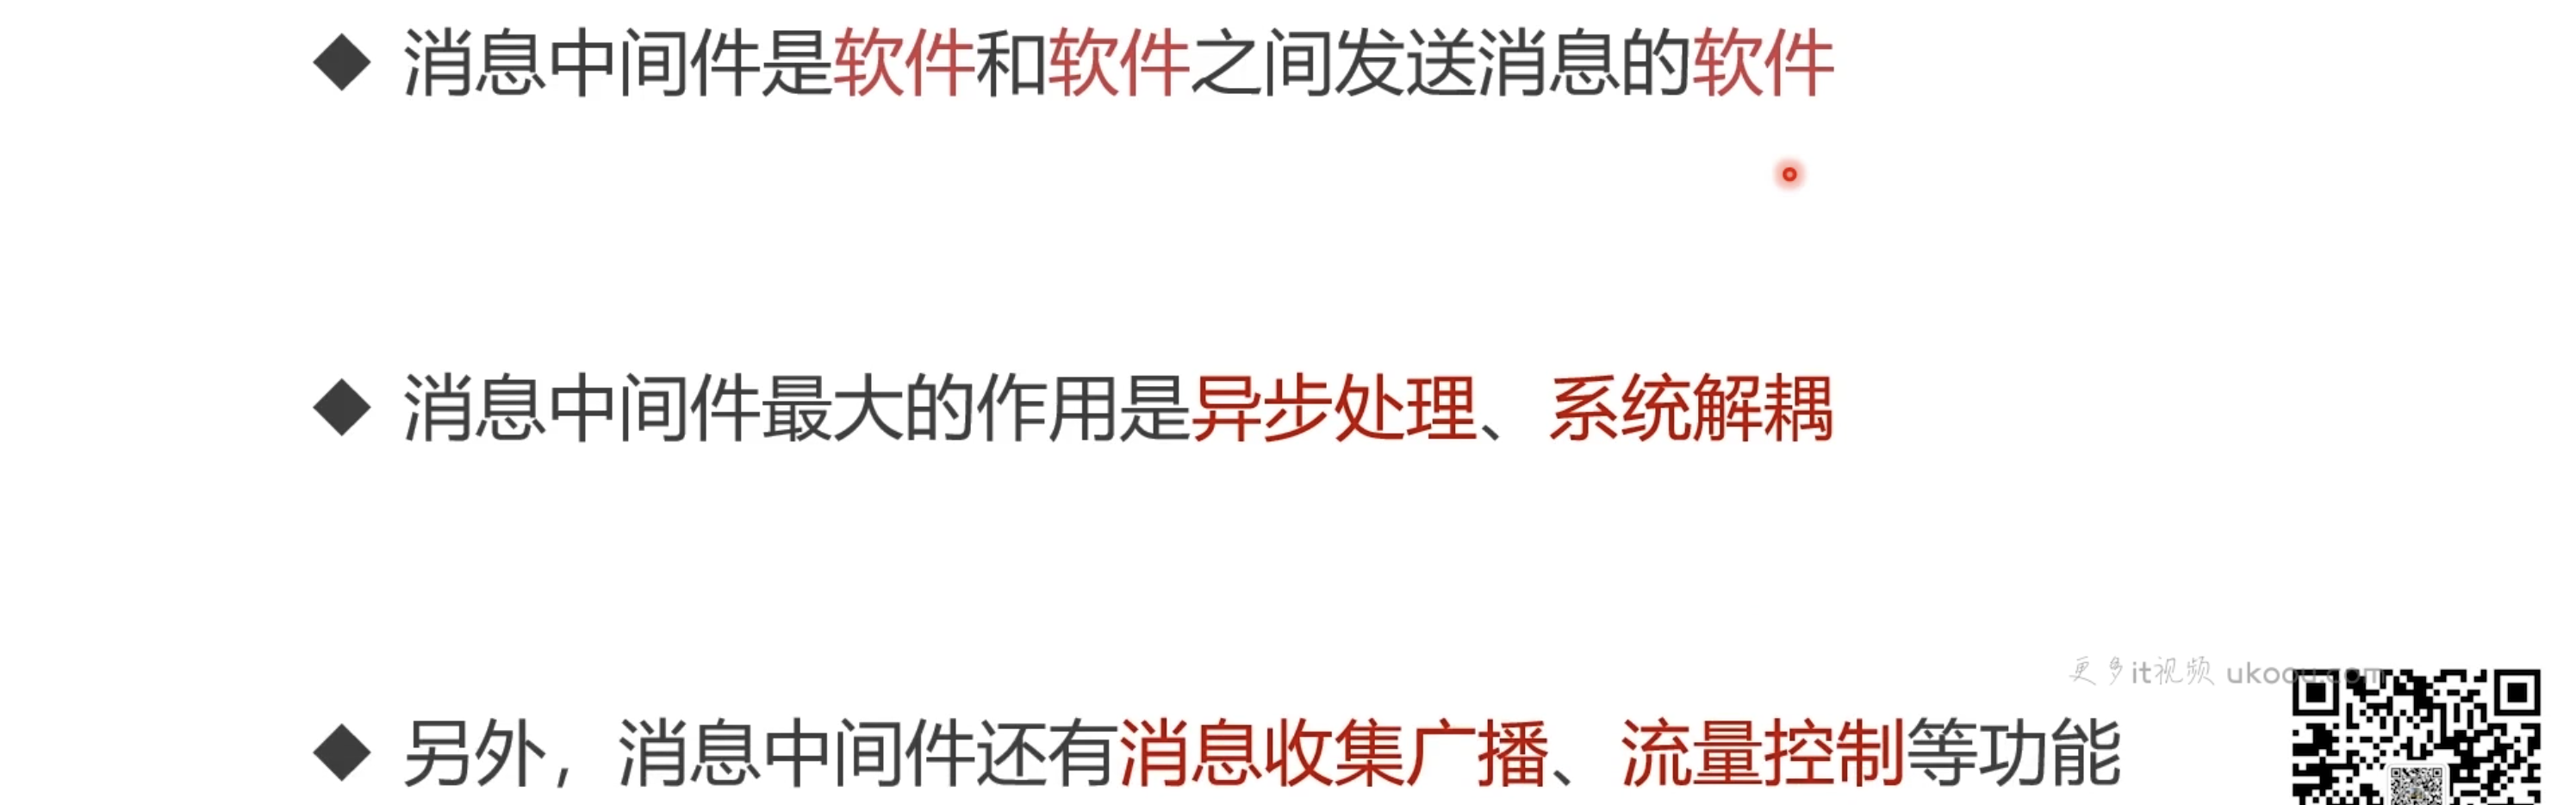 ◆ 消息中间件是软件和软件之间发送消息的软件
◆ 消息中间件最大的作用是异步处理、系统解耦
更多it视频 ukoou.com
◆ 另外，消息中间件还有消息收集广播、流量控制等功能